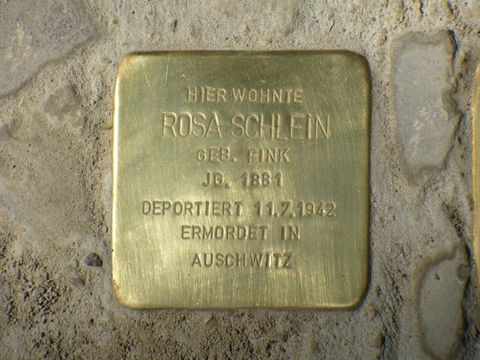 HIER WOHNTE
ROSA SCHLEIN
GEB. FINK
JG. 1881
DEPORTIERT 11.7.1942
ERMORDET IN
AUSCHWITZ